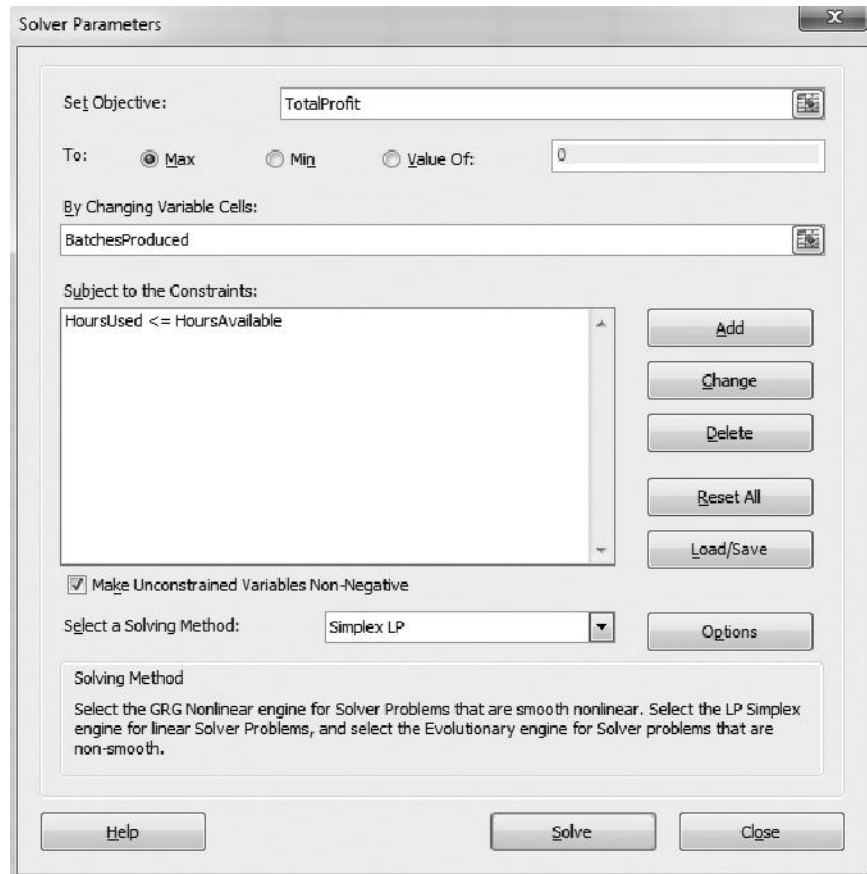 Solver Parameters
Set Objective: TotalProfit
To: Max Min Value Of: 0
By Changing Variable Cells:
BatchesProduced
Subject to the Constraints:
HoursUsed <= HoursAvailable
Add
Change
Delete
Reset All
Load/Save
Make Unconstrained Variables Non-Negative
Select a Solving Method: Simplex LP Options
Solving Method
Select the GRG Nonlinear engine for Solver Problems that are smooth nonlinear. Select the LP Simplex
engine for linear Solver Problems, and select the Evolutionary engine for Solver problems that are
non-smooth.
Help Solve Close